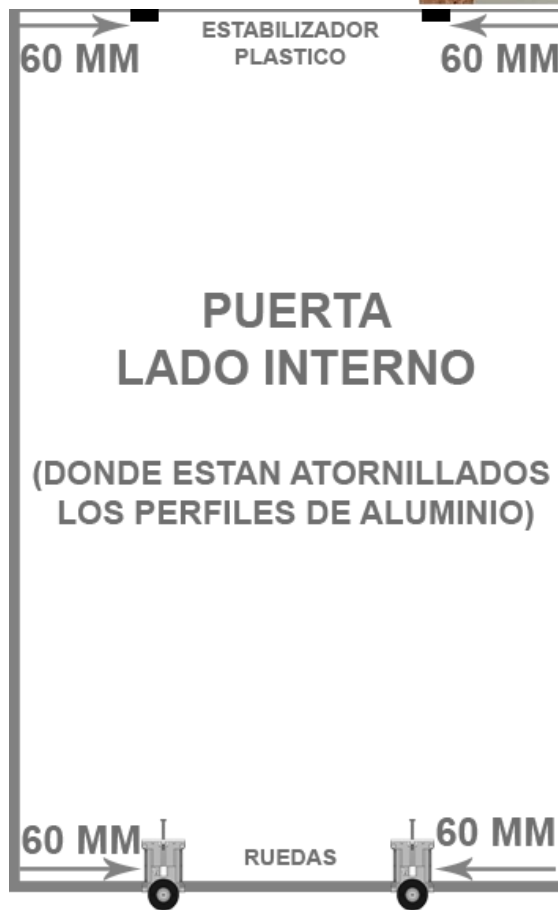 ESTABILIZADOR
PLASTICO
60 MM
60 MM
PUERTA
LADO INTERNO
(DONDE ESTAN ATORNILLADOS
LOS PERFILES DE ALUMINIO)
60 MM
RUEDAS
60 MM